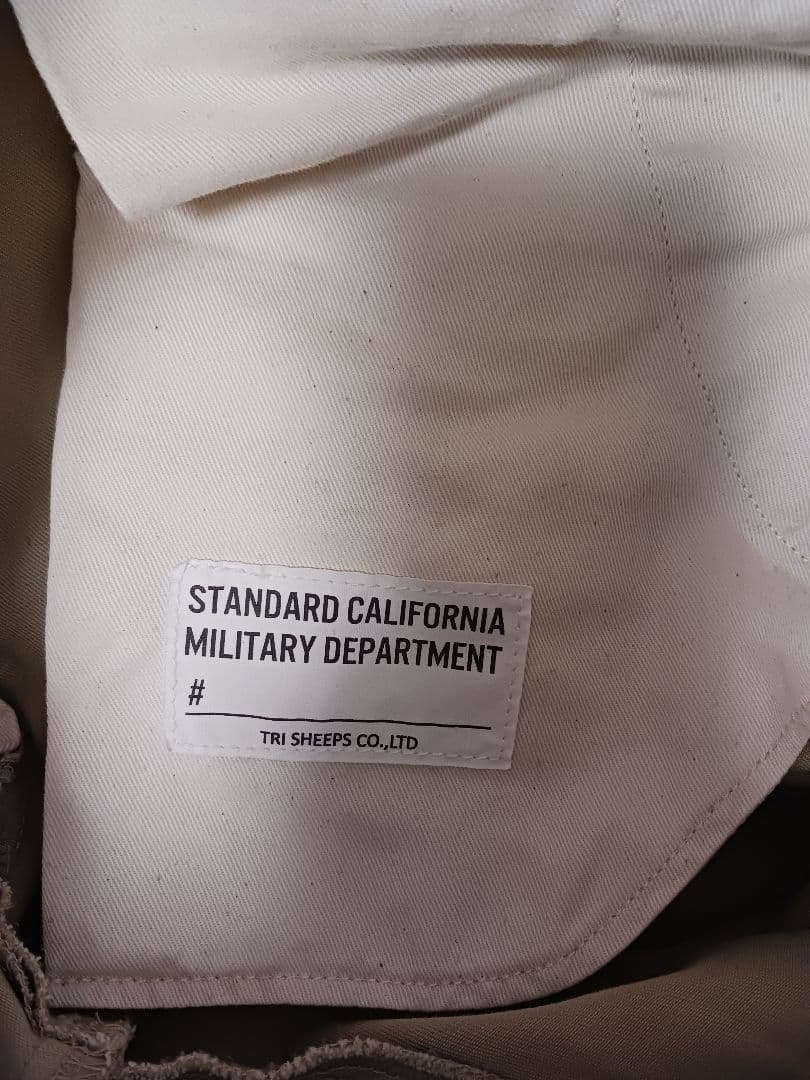 STANDARD CALIFORNIA
MILITARY DEPARTMENT
#
TRI SHEEPS CO.,LTD